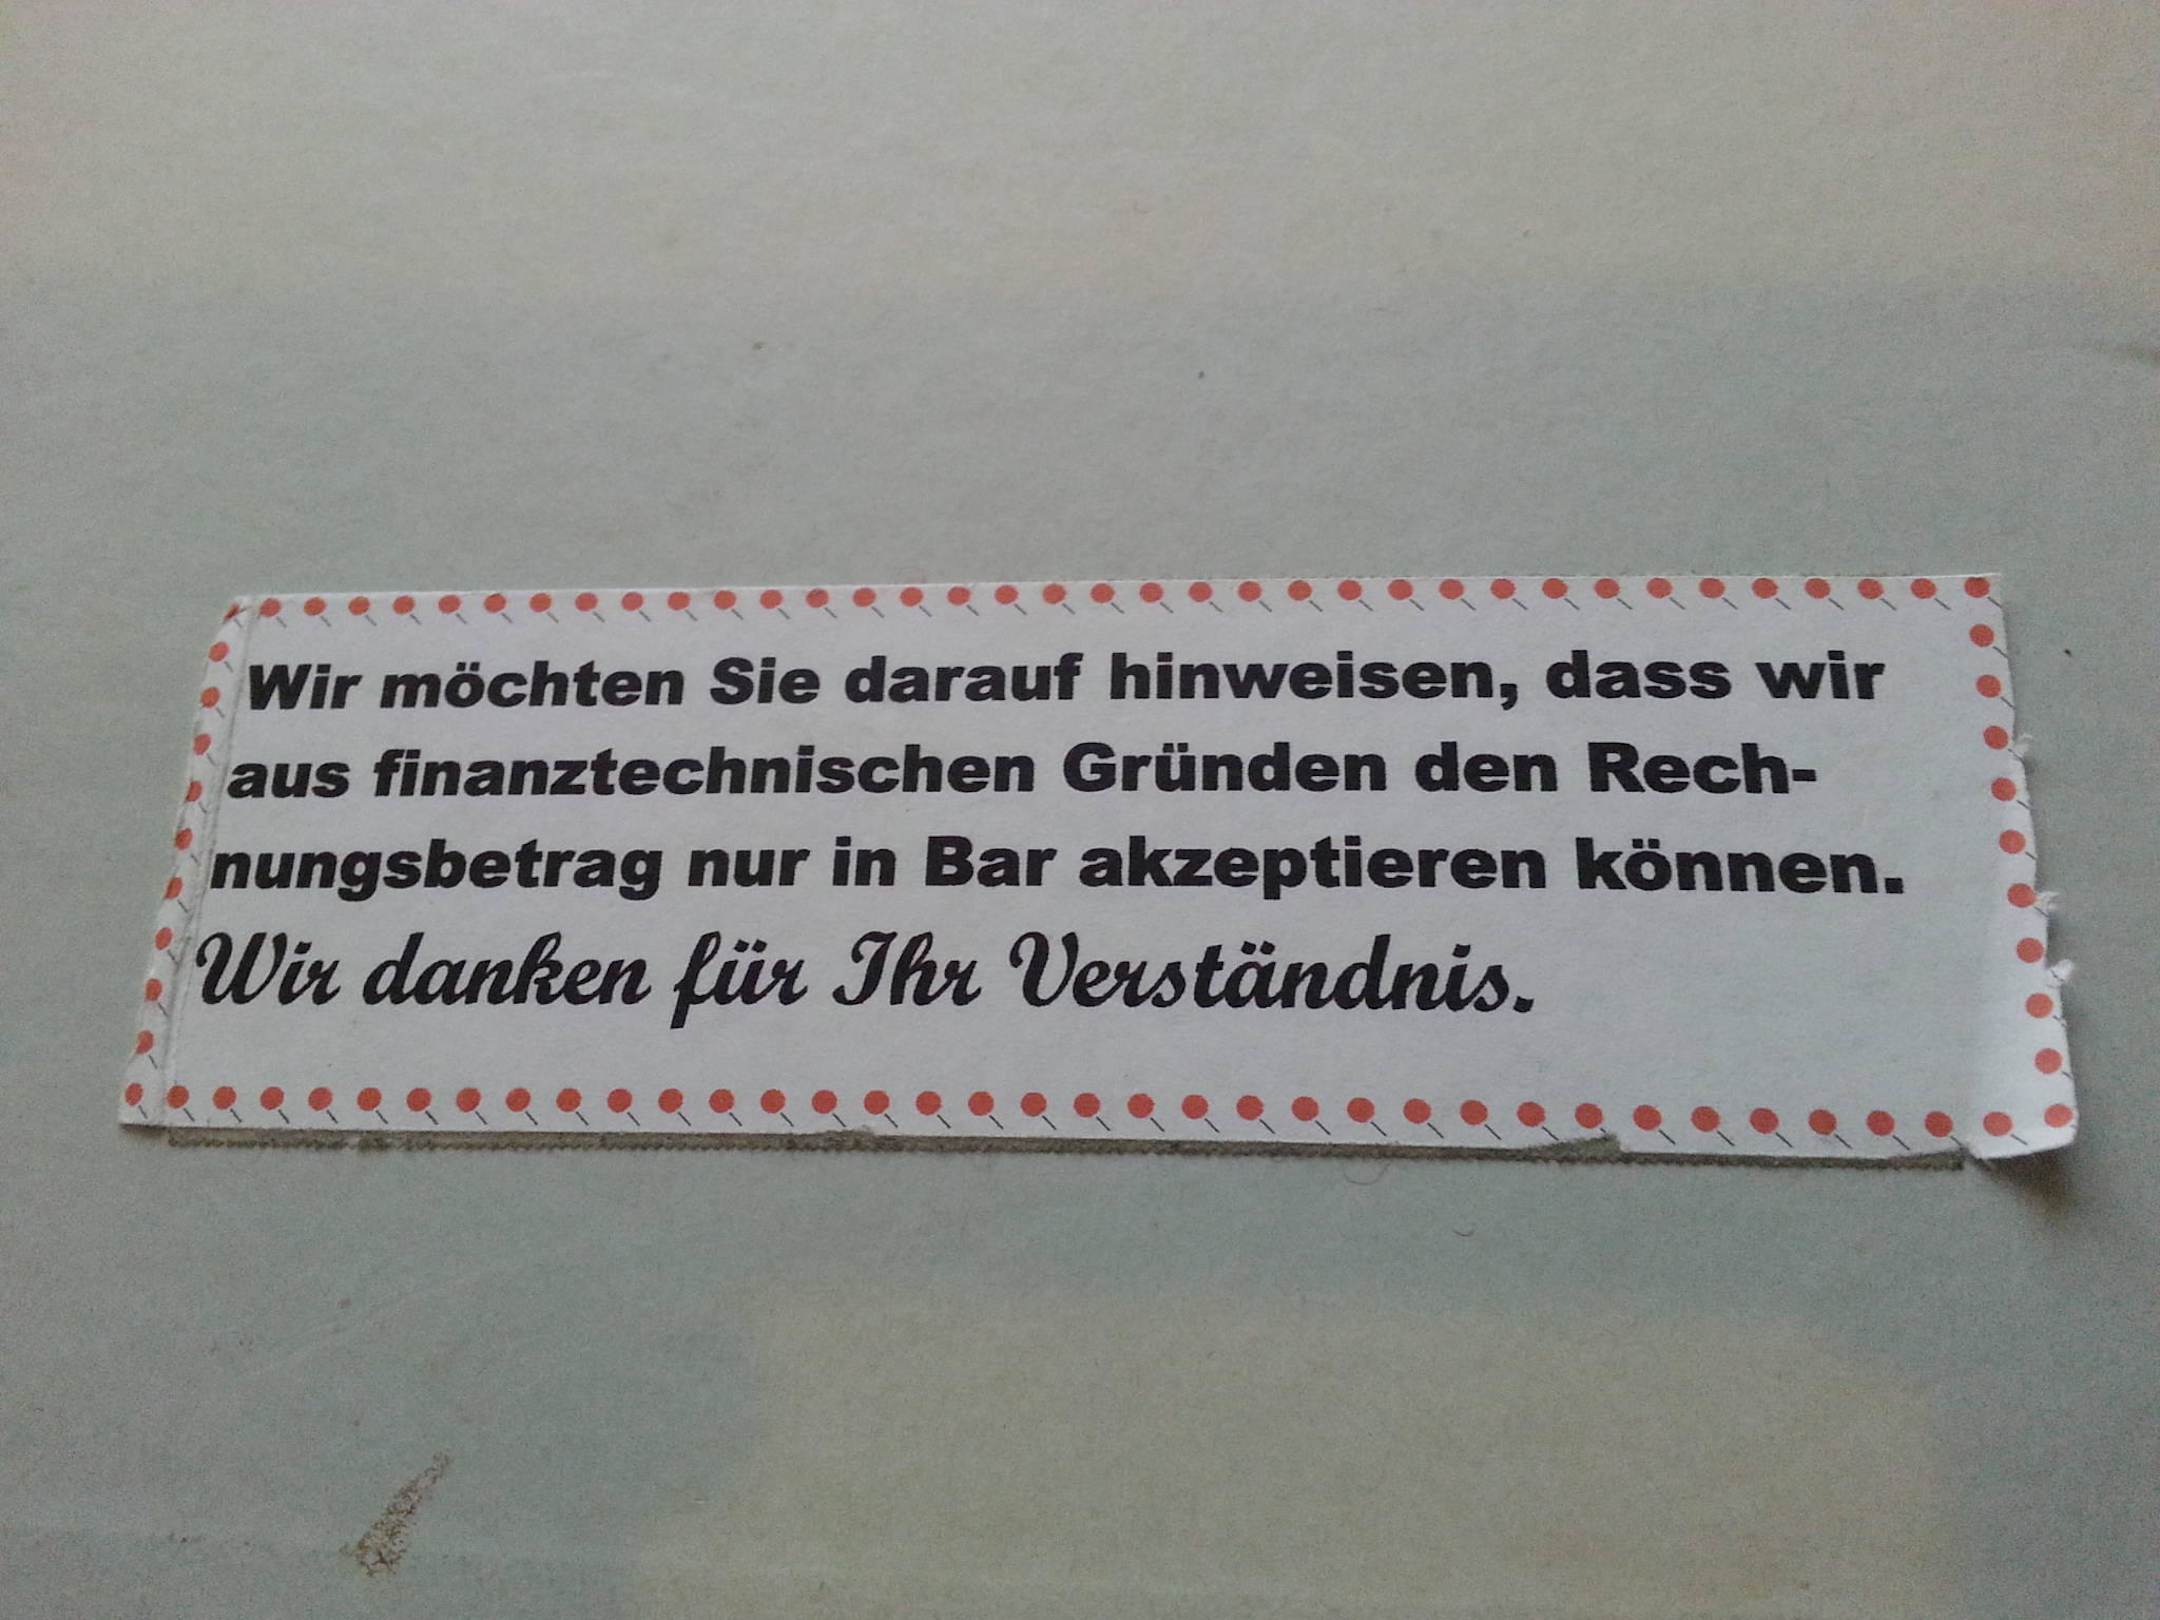 Wir möchten Sie darauf hinweisen, dass wir
aus finanztechnischen Gründen den Rech-
nungsbetrag nur in Bar akzeptieren können.
Wir danken für Ihr Verständnis.